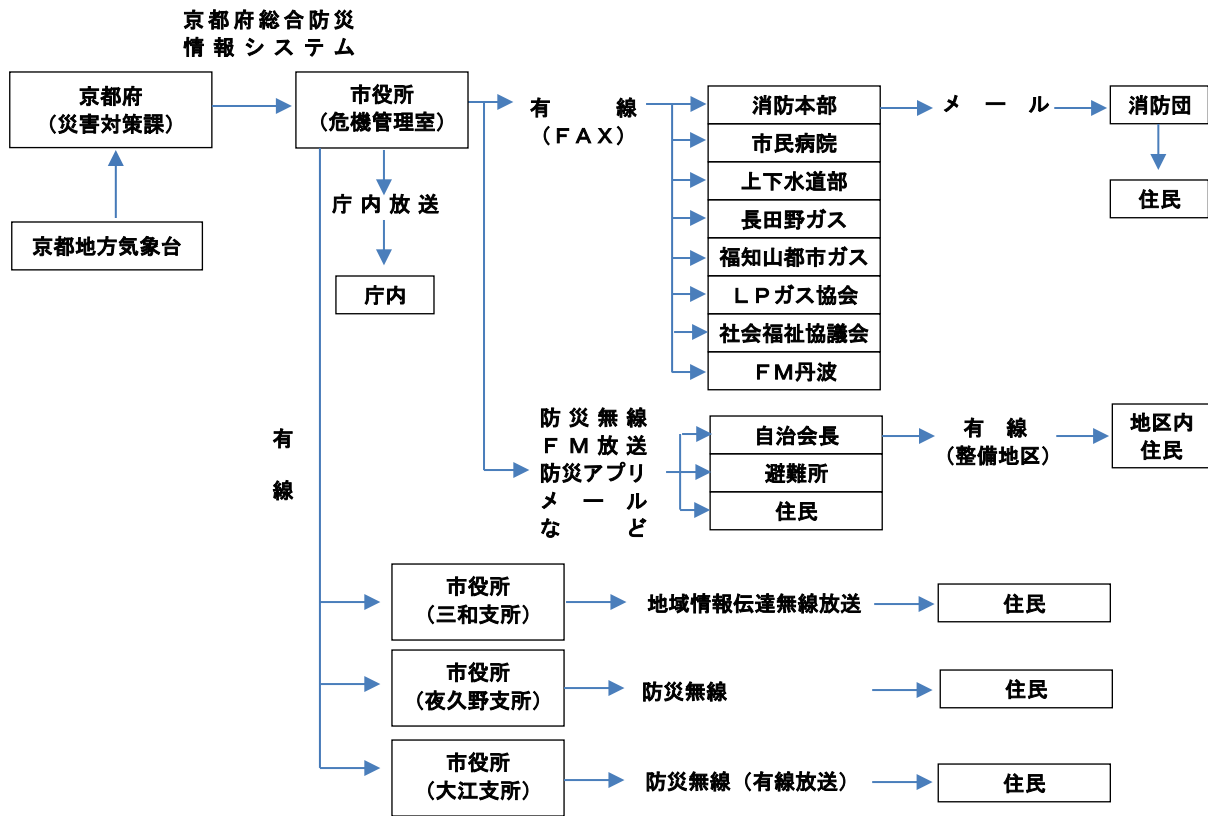 京都府総合防災
情報システム
京都府
（災害対策課）
京都地方気象台
市役所
（危機管理室）
庁内放送
庁内
有線
（ＦＡＸ）
消防本部
市民病院
上下水道部
長田野ガス
福知山都市ガス
ＬＰガス協会
社会福祉協議会
ＦＭ丹波
メール
消防団
住民
防災無線
ＦＭ放送
防災アプリ
メール
など
自治会長
避難所
住民
有線
（整備地区）
地区内
住民
有
線
市役所
（三和支所）
地域情報伝達無線放送
住民
市役所
（夜久野支所）
防災無線
住民
市役所
（大江支所）
防災無線（有線放送）
住民